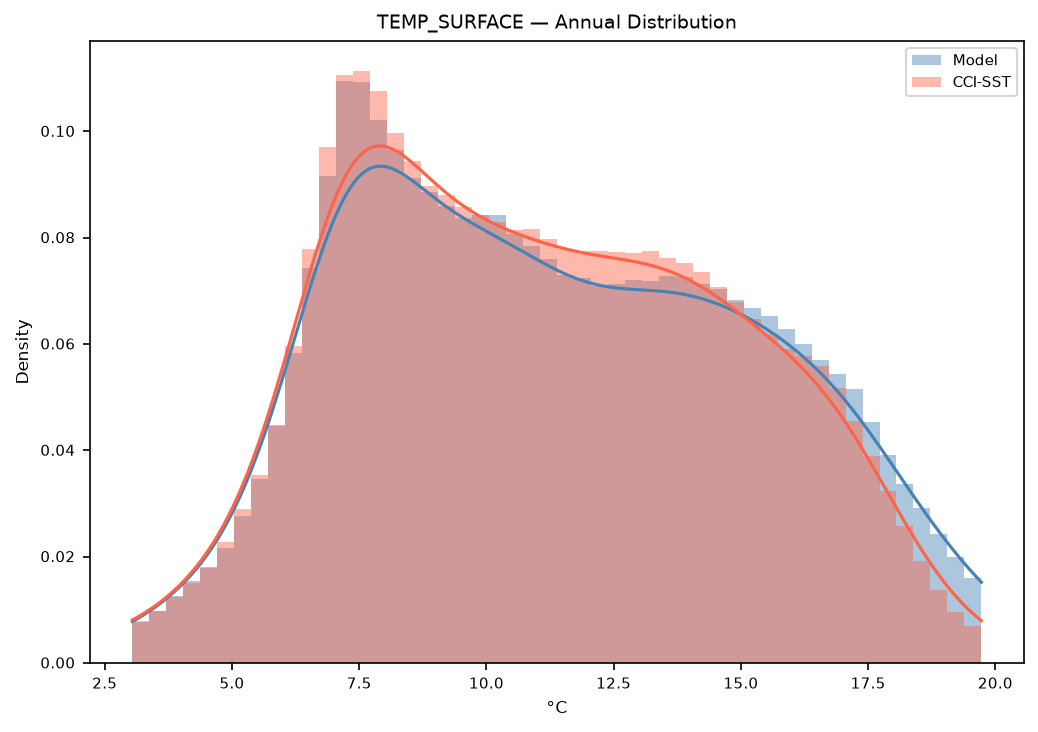 TEMP_SURFACE — Annual Distribution
Model
CCI-SST
Density
0.10
0.08
0.06
0.04
0.02
0.00
2.5 5.0 7.5 10.0 12.5 15.0 17.5 20.0
°C